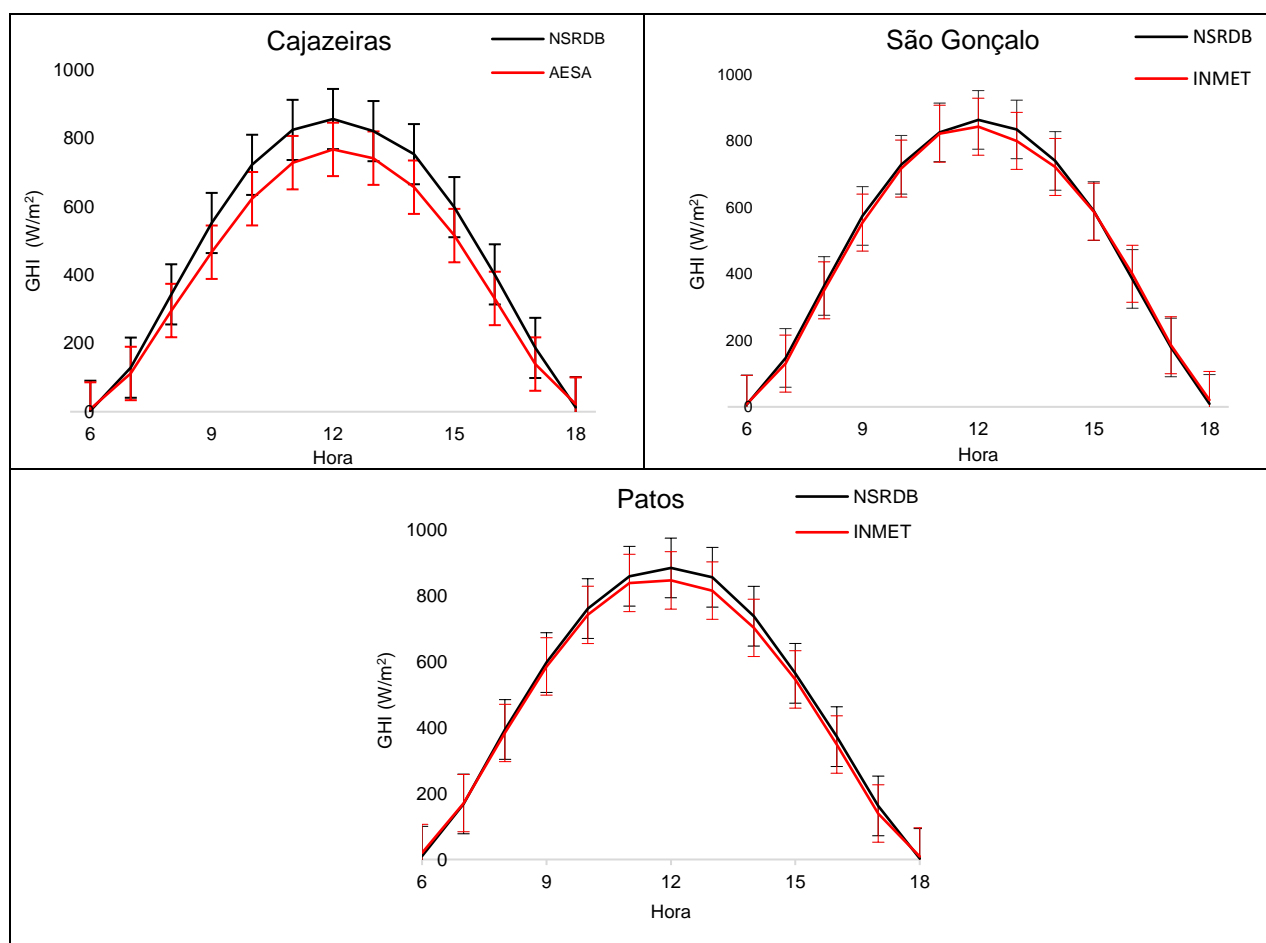 Cajazeiras
NSRDB
AESA
1000
800
600
400
200
0
GHI (W/m²)
6 9 12 15 18
Hora
São Gonçalo
NSRDB
INMET
1000
800
600
400
200
0
GHI (W/m²)
6 9 12 15 18
Hora
Patos
NSRDB
INMET
1000
800
600
400
200
0
GHI (W/m²)
6 9 12 15 18
Hora